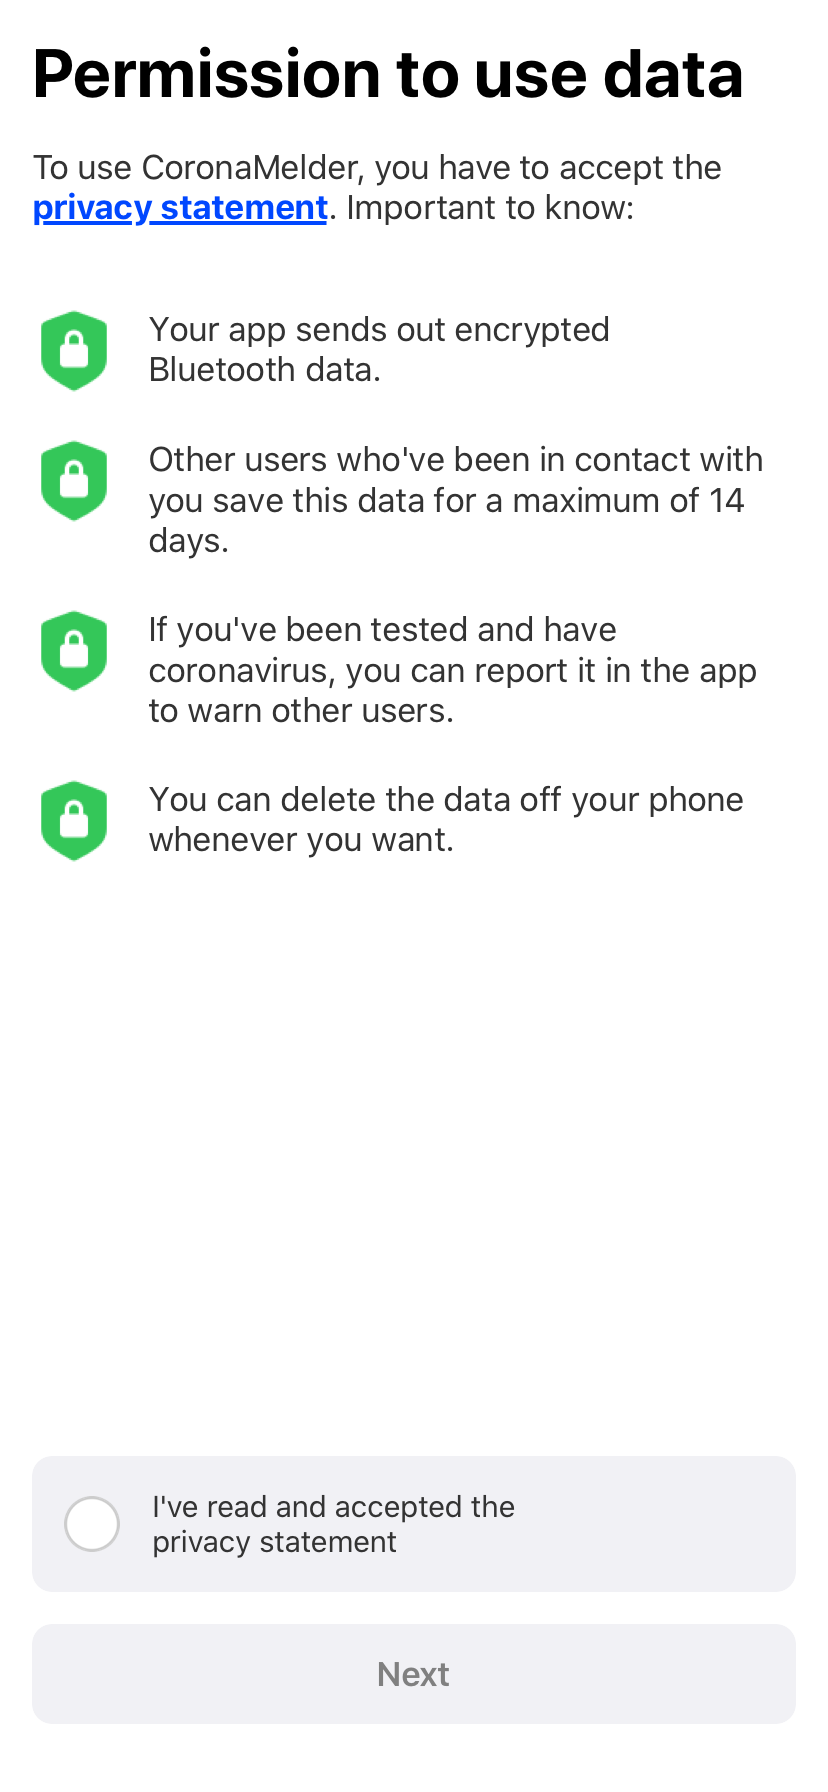 Permission to use data
To use CoronaMelder, you have to accept the
privacy statement. Important to know:
Your app sends out encrypted
Bluetooth data.
Other users who've been in contact with
you save this data for a maximum of 14
days.
If you've been tested and have
coronavirus, you can report it in the app
to warn other users.
You can delete the data off your phone
whenever you want.
I've read and accepted the
privacy statement
Next